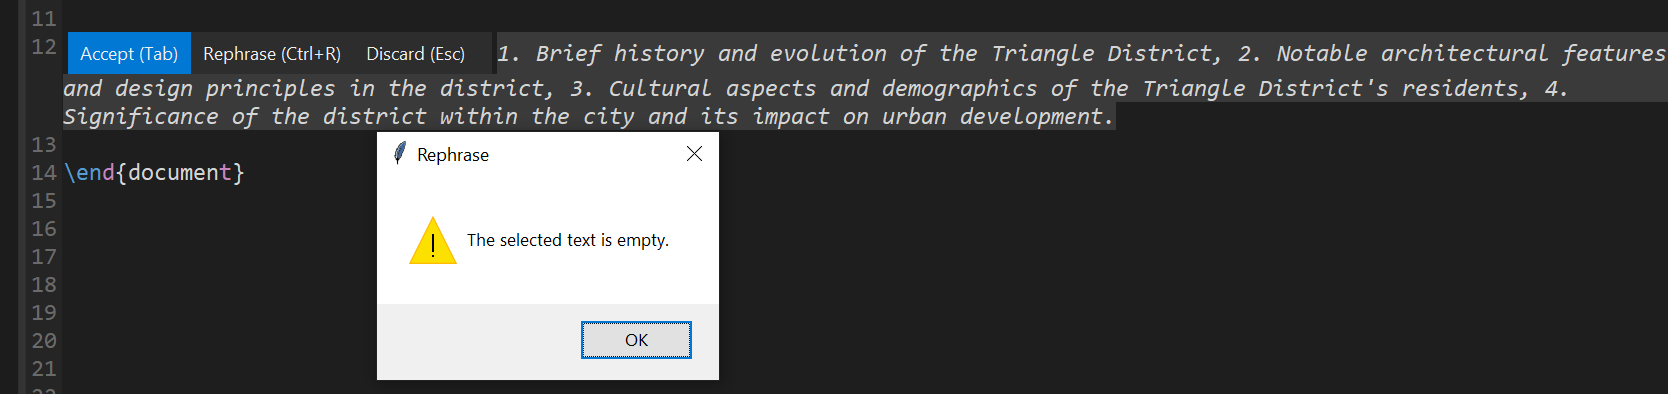 11
12 Accept (Tab) Rephrase (Ctrl+R) Discard (Esc) 1. Brief history and evolution of the Triangle District, 2. Notable architectural features
and design principles in the district, 3. Cultural aspects and demographics of the Triangle District's residents, 4.
Significance of the district within the city and its impact on urban development.
13
Rephrase
14 \end{document}
15
16
The selected text is empty.
17
18
19
20
OK
21